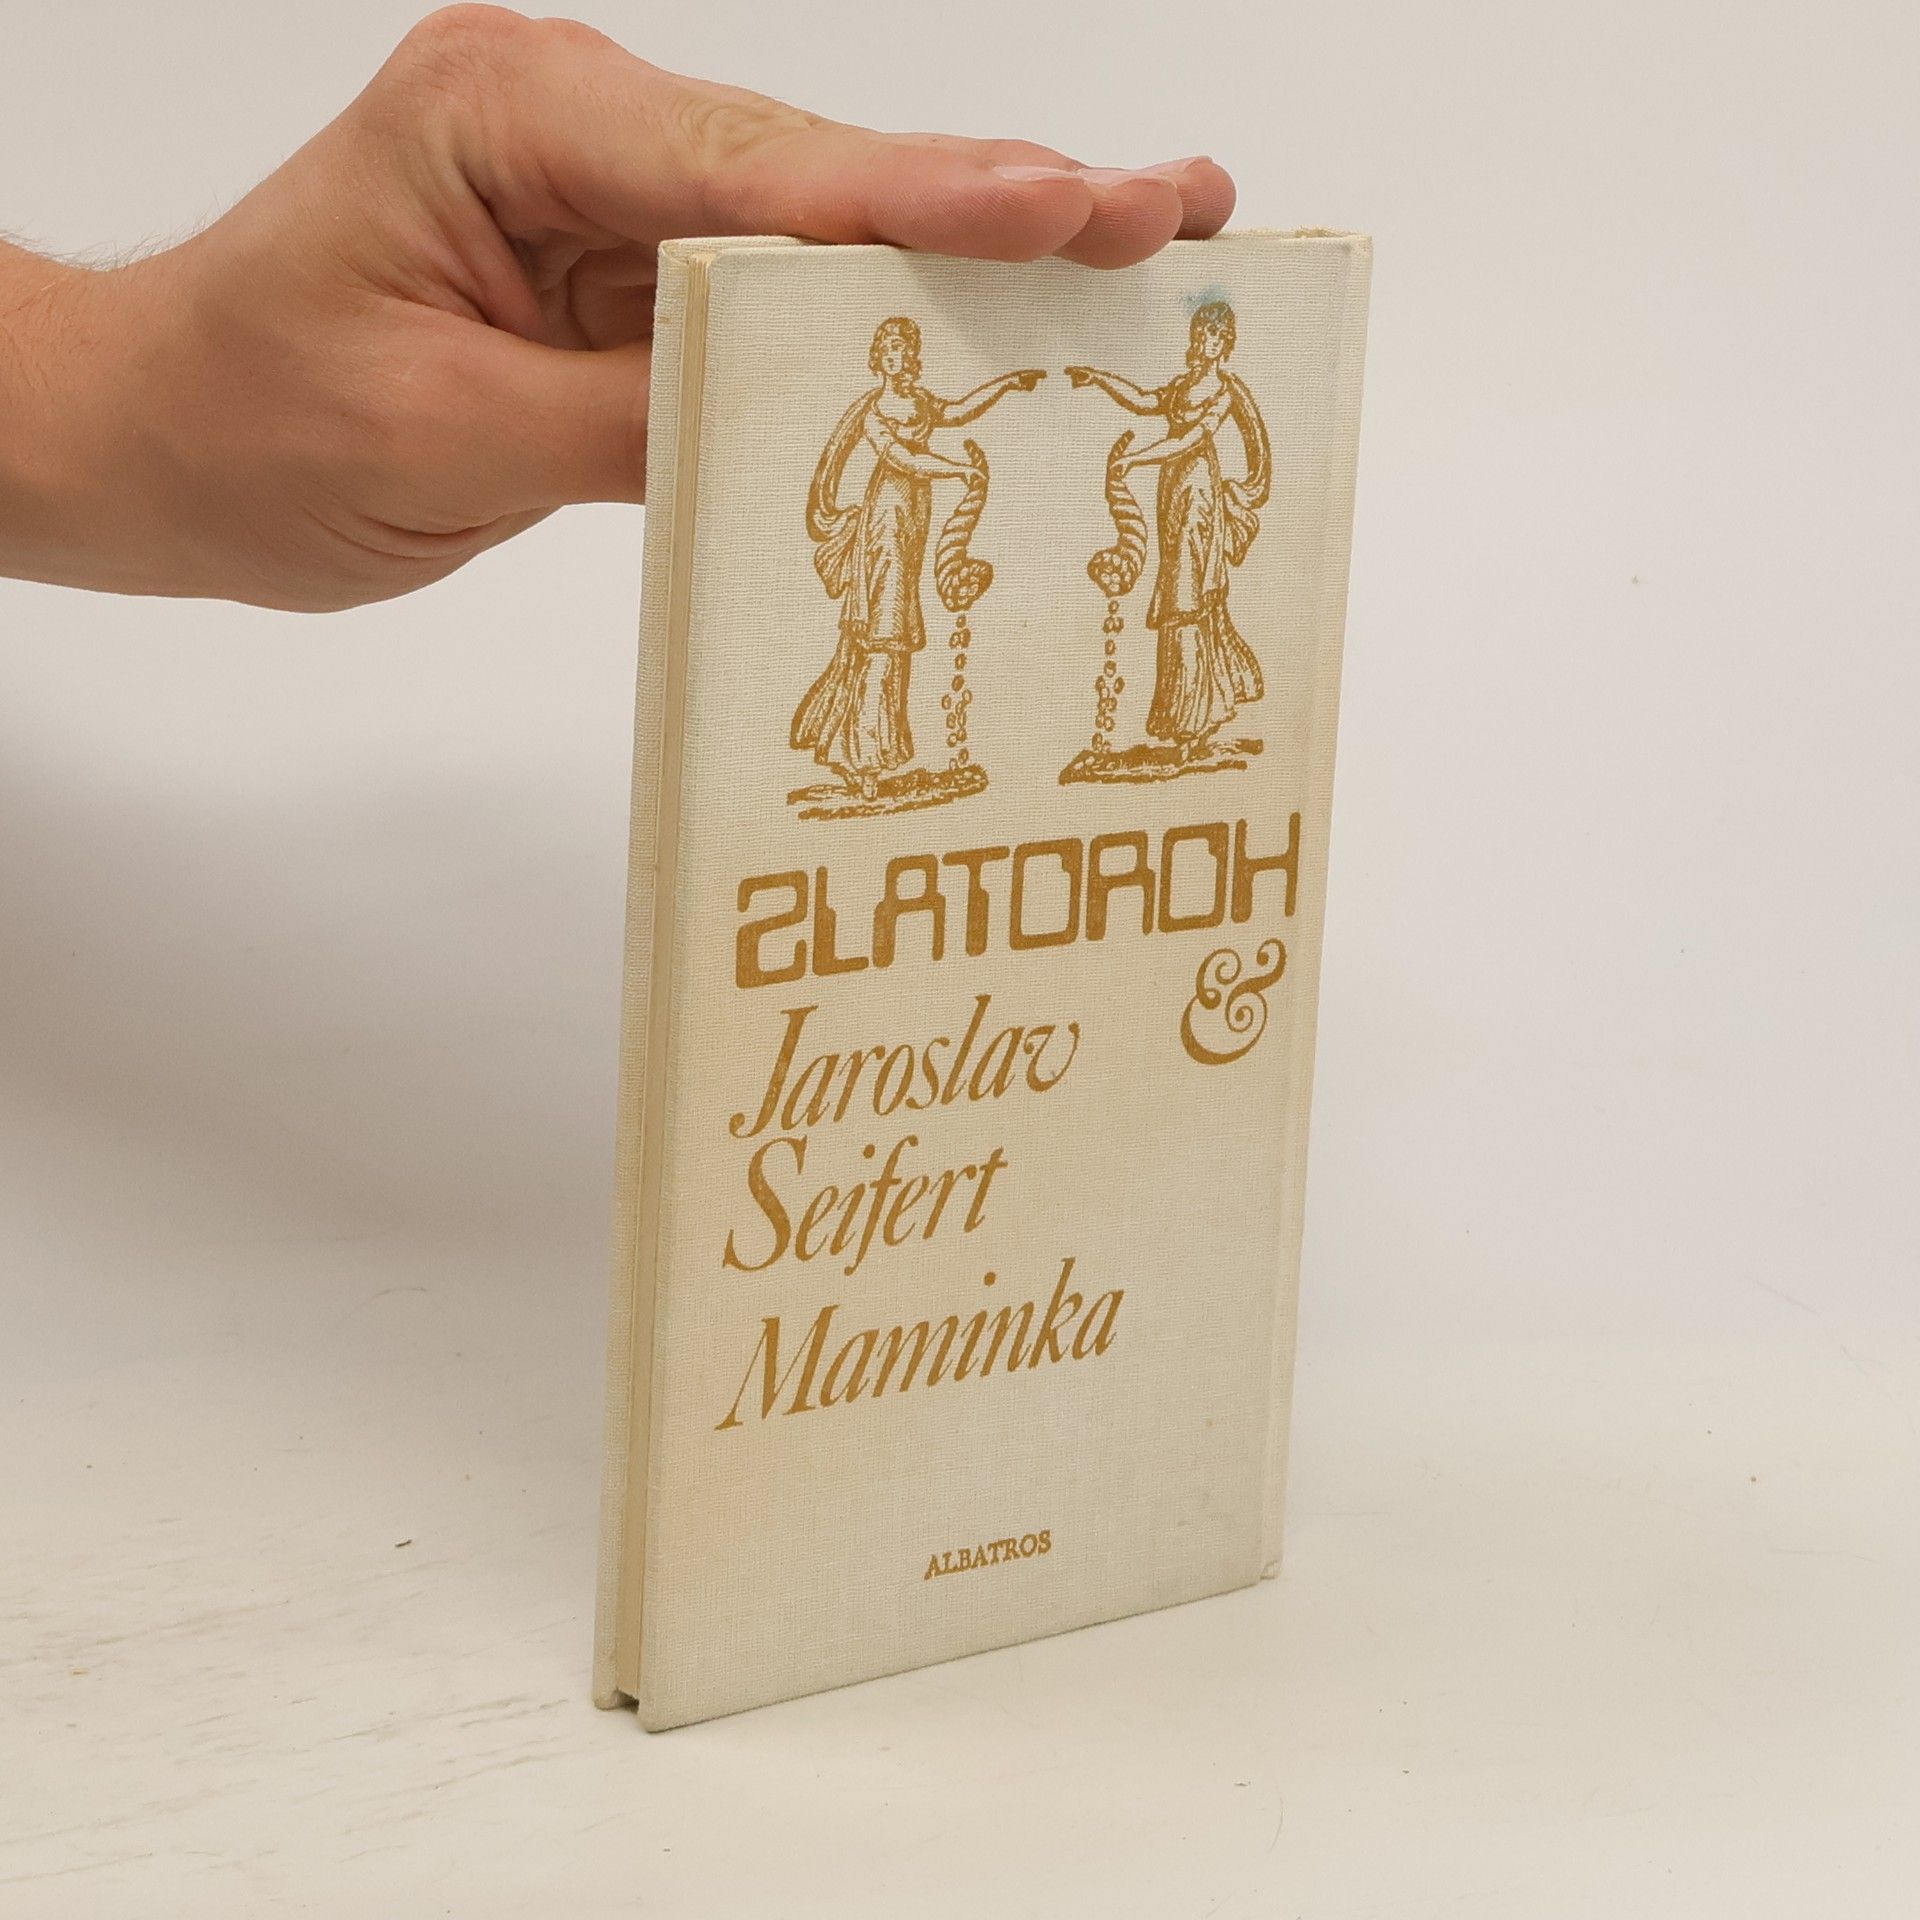 ZLATOROH
&
Jaroslav
Seifert
Maminka
ALBATROS